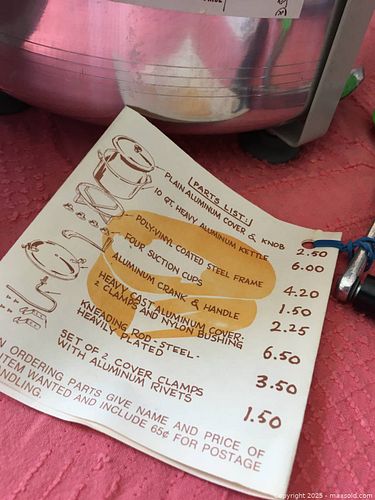 PARTS LIST:
PLAIN ALUMINUM COVER & KNOB 2.50
10 QT. HEAVY ALUMINUM KETTLE 6.00
POLY-VINYL COATED STEEL FRAME 4.20
FOUR SUCTION CUPS 1.50
ALUMINUM CRANK & HANDLE 2.25
HEAVY CAST ALUMINUM COVER-
2 CLAMPS AND NYLON BUSHING 6.50
KNEADING ROD-STEEL-
HEAVILY PLATED 3.50
SET OF 2 COVER CLAMPS
WITH ALUMINUM RIVETS 1.50
N ORDERING PARTS GIVE NAME AND PRICE OF
ITEM WANTED AND INCLUDE 65¢ FOR POSTAGE
NDLING.
Copyright 2025 - maxsold.com